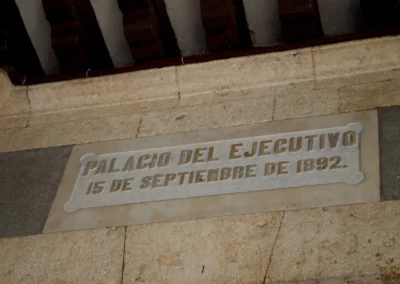 PALACIO DEL EJECUTIVO
15 DE SEPTIEMBRE DE 1892.